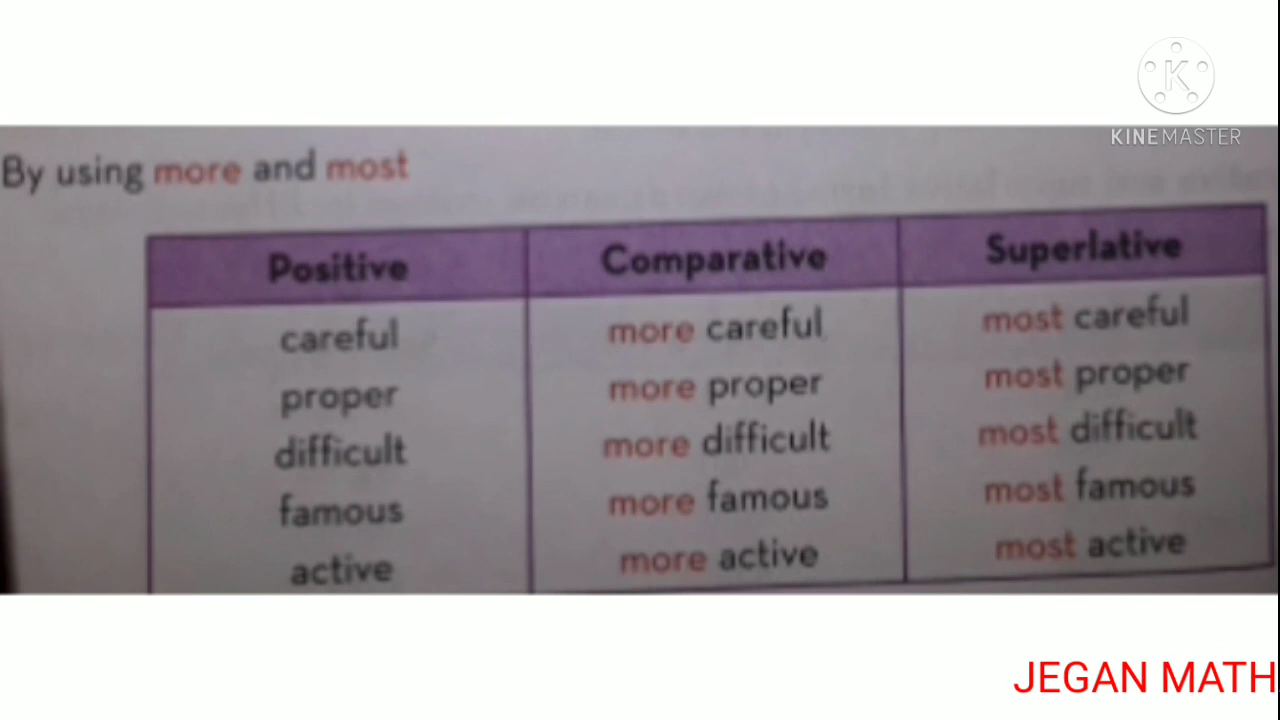 KINEMASTER
By using more and most
Positive Comparative Superlative
careful more careful most careful
proper more proper most proper
difficult more difficult most difficult
famous more famous most famous
active more active most active
JEGAN MATH